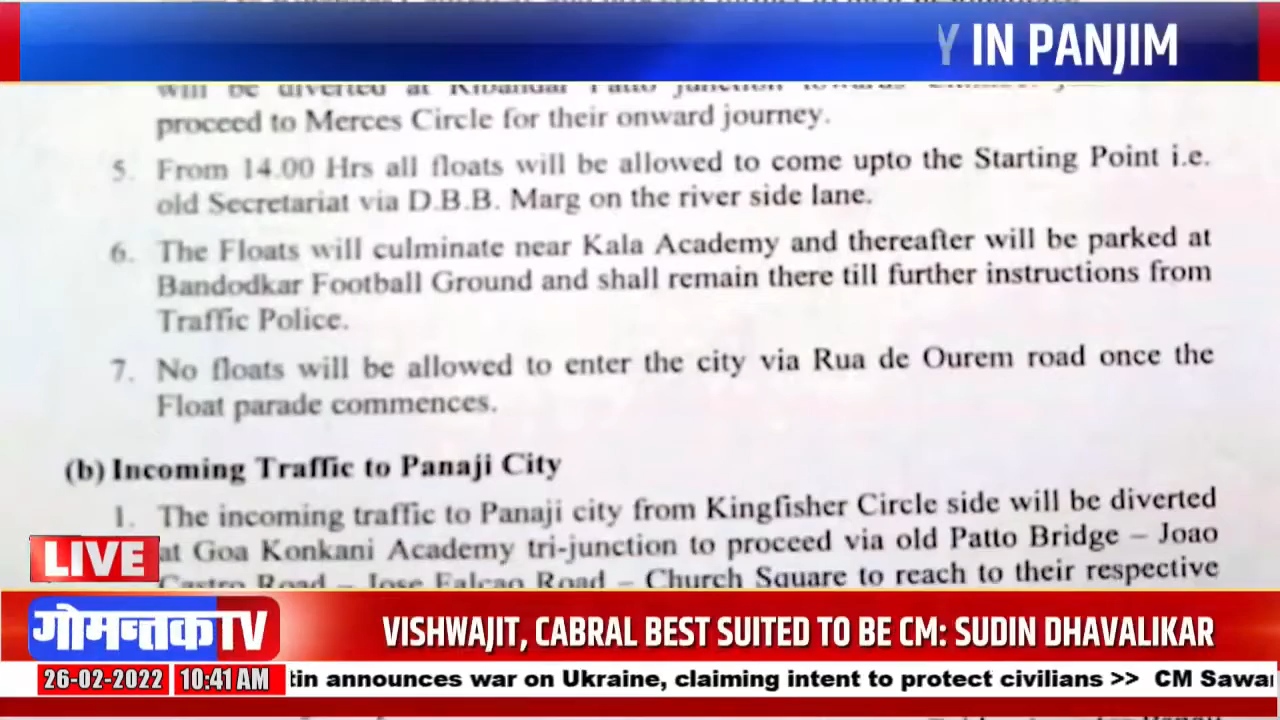 Y IN PANJIM
will be diverted at Ribandar Patto junction towards
proceed to Merces Circle for their onward journey.
5. From 14.00 Hrs all floats will be allowed to come upto the Starting Point i.e.
old Secretariat via D.B.B. Marg on the river side lane.
6. The Floats will culminate near Kala Academy and thereafter will be parked at
Bandodkar Football Ground and shall remain there till further instructions from
Traffic Police.
7. No floats will be allowed to enter the city via Rua de Ourem road once the
Float parade commences.
(b) Incoming Traffic to Panaji City
1. The incoming traffic to Panaji city from Kingfisher Circle side will be diverted
at Goa Konkani Academy tri-junction to proceed via old Patto Bridge – Joao
LIVE
Castro Road – Jose Falcao Road – Church Square to reach to their respective
गोमन्तक TV
VISHWAJIT, CABRAL BEST SUITED TO BE CM: SUDIN DHAVALIKAR
26-02-2022 10:41 AM
tin announces war on Ukraine, claiming intent to protect civilians >> CM Sawa